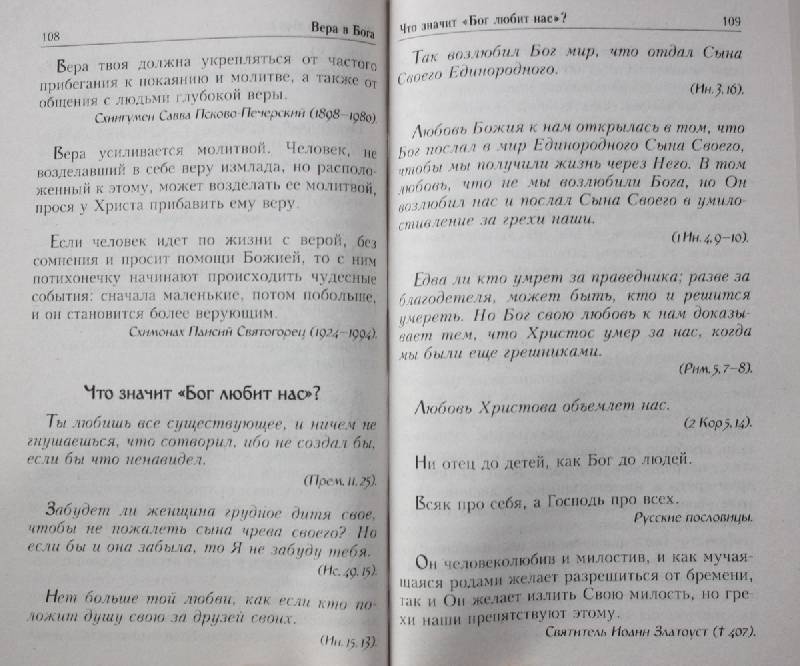 108
Вера в Бога
Вера твоя должна укрепляться от частого
прибегания к покаянию и молитве, а также от
общения с людьми глубокой веры.
Схиигумен Савва Псково-Печерский (1898–1980).
Вера усиливается молитвой. Человек, не
возделавший в себе веру измлада, но располо-
женный к этому, может возделать ее молитвой,
прося у Христа прибавить ему веру.
Если человек идет по жизни с верой, без
сомнения и просит помощи Божией, то с ним
потихонечку начинают происходить чудесные
события: сначала маленькие, потом побольше,
и он становится более верующим.
Схимонах Паисий Святогорец (1924–1994).
Что значит «Бог любит нас»?
Ты любишь все существующее, и ничем не
гнушаешься, что сотворил, ибо не создал бы,
если бы что ненавидел.
(Прем. 11, 25).
Забудет ли женщина грудное дитя свое,
чтобы не пожалеть сына чрева своего? Но
если бы и она забыла, то Я не забуду тебя.
(Ис. 49, 15).
Нет больше той любви, как если кто по-
ложит душу свою за друзей своих.
(Ин. 15, 13).
Что значит «Бог любит нас»?
109
Так возлюбил Бог мир, что отдал Сына
Своего Единородного.
(Ин. 3, 16).
Любовь Божия к нам открылась в том, что
Бог послал в мир Единородного Сына Своего,
чтобы мы получили жизнь через Него. В том
любовь, что не мы возлюбили Бога, но Он
возлюбил нас и послал Сына Своего в умило-
стивление за грехи наши.
(1 Ин. 4, 9–10).
Едва ли кто умрет за праведника; разве за
благодетеля, может быть, кто и решится
умереть. Но Бог свою любовь к нам доказы-
вает тем, что Христос умер за нас, когда
мы были еще грешниками.
(Рим. 5, 7–8).
Любовь Христова объемлет нас.
(2 Кор 5, 14).
Ни отец до детей, как Бог до людей.
Всяк про себя, а Господь про всех.
Русские пословицы.
Он человеколюбив и милостив, и как мучая-
щаяся родами желает разрешиться от бремени,
так и Он желает излить Свою милость, но гре-
хи наши препятствуют этому.
Святитель Иоанн Златоуст († 407).